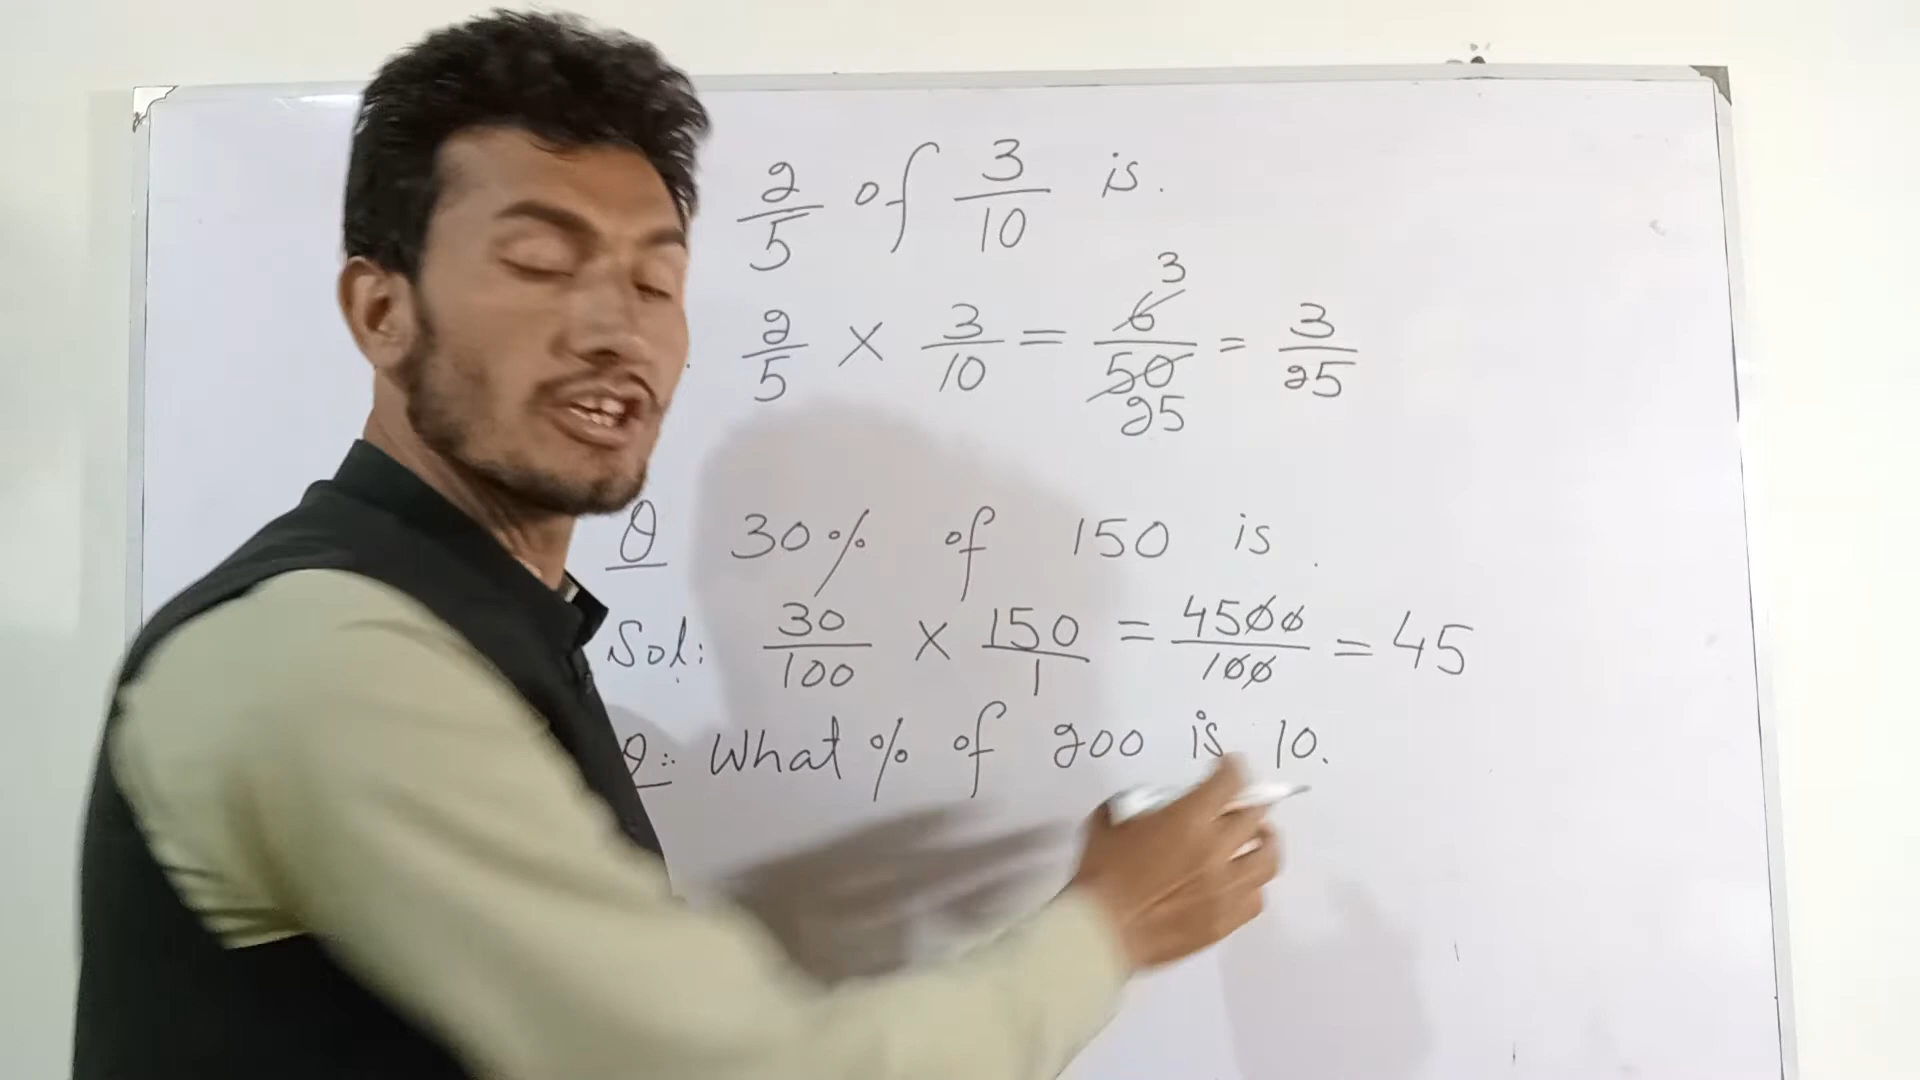 2/5 of 3/10 is.
2/5 × 3/10 = 6/50 3 25 = 3/25
Q 30% of 150 is
Sol: 30/100 × 150/1 = 4500/100 = 45
Q: What % of 200 is 10.